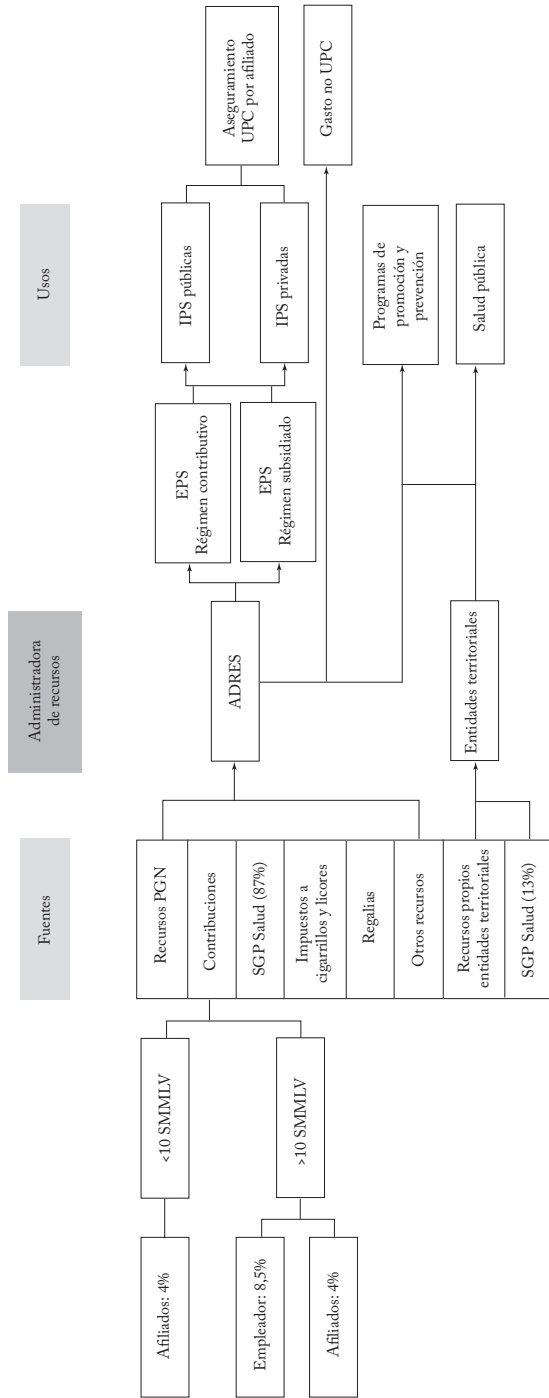 Fuentes
Administradora
de recursos
Usos
Afiliados: 4%
<10 SMMLV
Empleador: 8,5%
Afiliados: 4%
>10 SMMLV
Recursos PGN
Contribuciones
SGP Salud (87%)
Impuestos a
cigarrillos y licores
Regalias
Otros recursos
Recursos propios
entidades territoriales
SGP Salud (13%)
ADRES
Entidades territoriales
EPS
Régimen contributivo
EPS
Régimen subsidiado
IPS públicas
IPS privadas
Aseguramiento
UPC por afiliado
Gasto no UPC
Programas de
promoción y
prevención
Salud pública